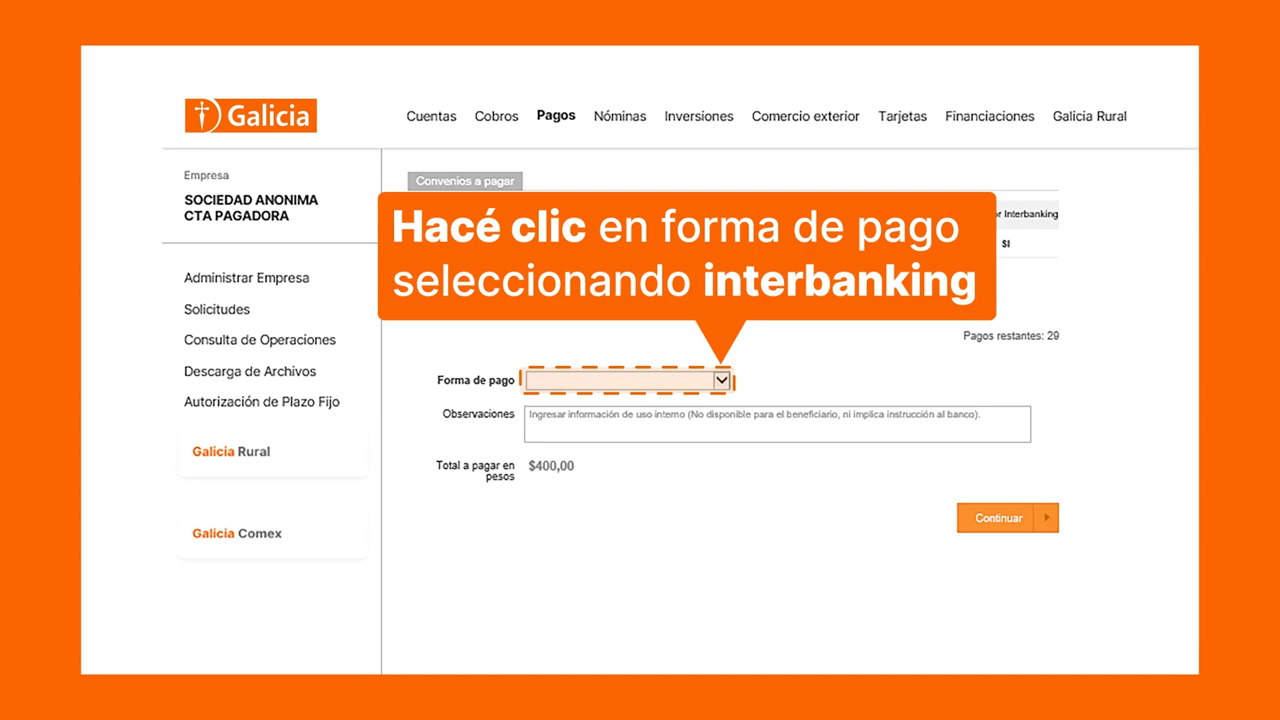 Galicia
Cuentas Cobros Pagos Nóminas Inversiones Comercio exterior Tarjetas Financiaciones Galicia Rural
Empresa
SOCIEDAD ANONIMA
CTA PAGADORA
Administrar Empresa
Solicitudes
Consulta de Operaciones
Descarga de Archivos
Autorización de Plazo Fijo
Galicia Rural
Galicia Comex
Convenios a pagar
Hacé clic en forma de pago
seleccionando interbanking
Interbanking
SI
Pagos restantes: 29
Forma de pago
Observaciones
Ingresar información de uso interno (No disponible para el beneficiario, ni implica instrucción al banco).
Total a pagar en
pesos
$400,00
Continuar